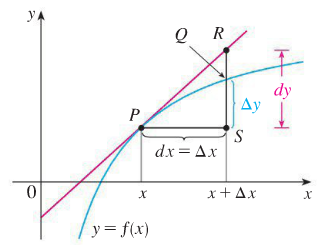 y
Q
R
P
Δy
dy
S
dx = Δx
0
x
x + Δx
x
y = f(x)